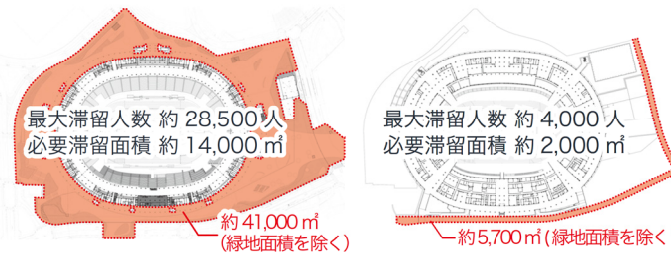 最大滞留人数 約 28,500 人
必要滞留面積 約 14,000 ㎡
約 41,000 ㎡
(緑地面積を除く)
最大滞留人数 約 4,000 人
必要滞留面積 約 2,000 ㎡
約 5,700 ㎡ (緑地面積を除く